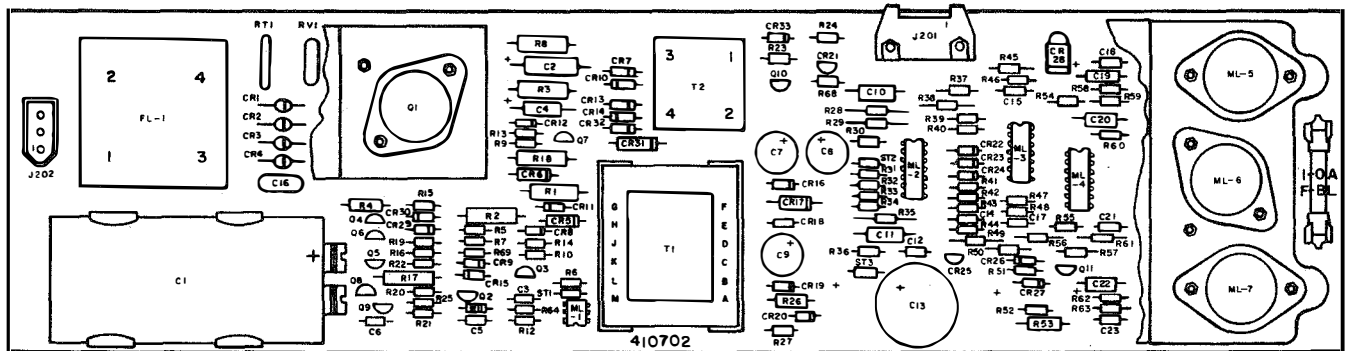 RT1 RV1
FL-1
2 4
1 3
J202
1
CR1
CR2
CR3
CR4
C16
Q1
R8
+ C2
R3
+ C4
CR12
R13
R9
Q7
R18
CR6
R1
CR11
CR5
CR7
CR10
CR13
CR14
CR32
CR31
T2
3 1
4 2
CR33
R23
Q10
R24
CR21
R68
C10
R28
R29
R30
C7 +
C8 +
ST2
R31
R32
R33
R34
ML
-2
R35
J201
1
R37
R38
R39
R40
R45
R46
C15
CR
28
+
R54
C18
C19
R58
R59
C20
R60
ML
-3
ML
-4
CR22
CR23
CR24
R41
R42
R43
C14
R44
R49
R47
R48
C17
R55
R56
C21
R61
R57
ML-5
ML-6
ML-7
1-0A
F-BL
C1
+
R4
Q4
Q6
Q5
Q8
Q9
C6
R15
CR30
CR29
R19
R16
R22
R17
R20
R25
R21
R2
R5
R7
R69
CR9
CR15
Q2
C5
CR8
R14
R10
Q3
C3
R12
R64
R6
ST1
ML
-1
T1
G F
H E
J D
K C
L B
M A
410702
CR16
CR17
CR18
C9 +
CR19
R26 +
CR20
R27
C11
R36
ST3
C12
C13 +
CR25
R50
CR26
R51
CR27
+
R52
R53
Q11
+
C22
R62
R63
C23